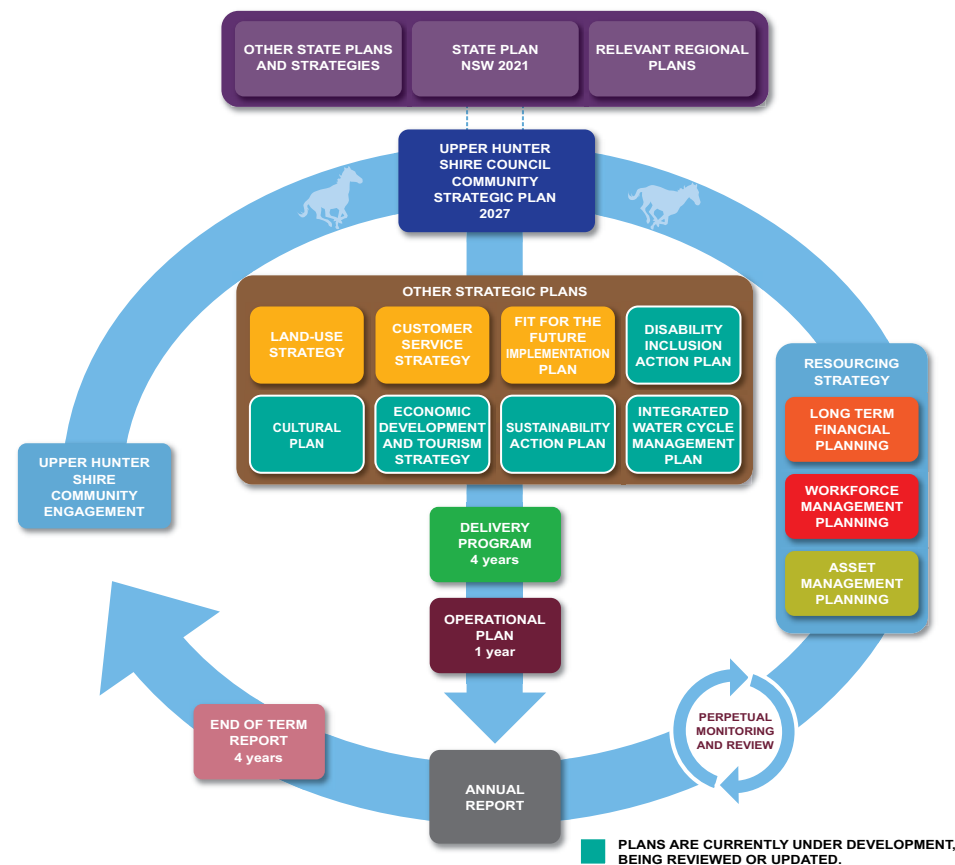 OTHER STATE PLANS
AND STRATEGIES
STATE PLAN
NSW 2021
RELEVANT REGIONAL
PLANS
UPPER HUNTER
SHIRE COUNCIL
COMMUNITY
STRATEGIC PLAN
2027
OTHER STRATEGIC PLANS
LAND-USE
STRATEGY
CUSTOMER
SERVICE
STRATEGY
FIT FOR THE
FUTURE
IMPLEMENTATION
PLAN
DISABILITY
INCLUSION
ACTION PLAN
CULTURAL
PLAN
ECONOMIC
DEVELOPMENT
AND TOURISM
STRATEGY
SUSTAINABILITY
ACTION PLAN
INTEGRATED
WATER CYCLE
MANAGEMENT
PLAN
RESOURCING
STRATEGY
LONG TERM
FINANCIAL
PLANNING
WORKFORCE
MANAGEMENT
PLANNING
ASSET
MANAGEMENT
PLANNING
UPPER HUNTER
SHIRE
COMMUNITY
ENGAGEMENT
DELIVERY
PROGRAM
4 years
OPERATIONAL
PLAN
1 year
PERPETUAL
MONITORING
AND REVIEW
END OF TERM
REPORT
4 years
ANNUAL
REPORT
PLANS ARE CURRENTLY UNDER DEVELOPMENT,
BEING REVIEWED OR UPDATED.